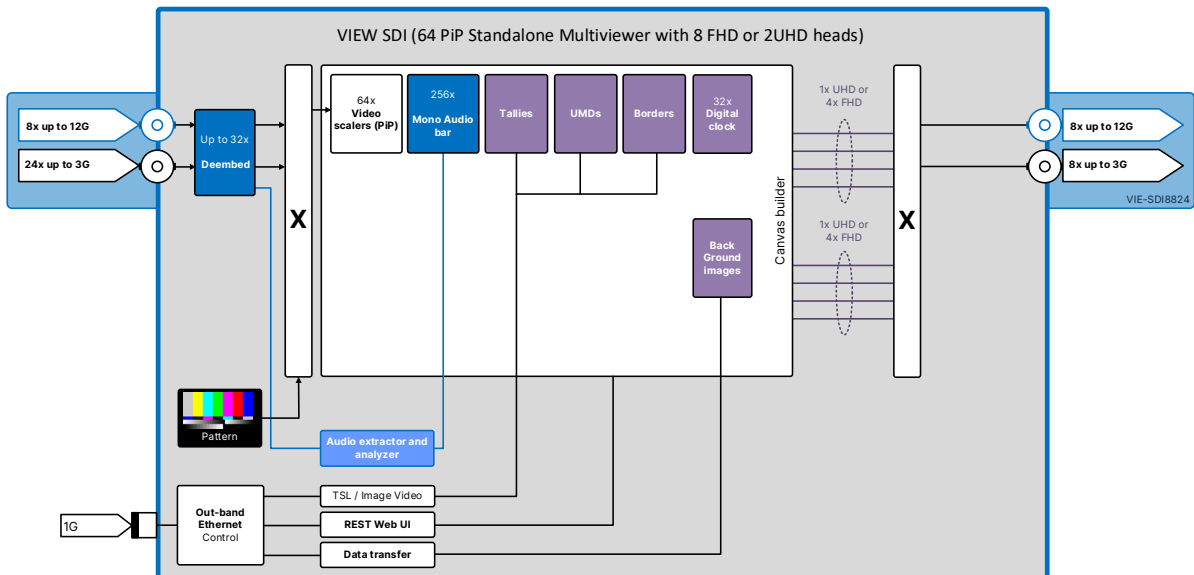 VIEW SDI (64 PiP Standalone Multiviewer with 8 FHD or 2UHD heads)
8x up to 12G
24x up to 3G
Up to 32x
Deembed
X
64x
Video
scalers (PiP)
256x
Mono Audio
bar
Tallies
UMDs
Borders
32x
Digital
clock
Back
Ground
images
Canvas builder
1x UHD or
4x FHD
1x UHD or
4x FHD
X
8x up to 12G
8x up to 3G
VIE-SDI8824
Pattern
Audio extractor and
analyzer
1G
Out-band
Ethernet
Control
TSL / Image Video
REST Web UI
Data transfer